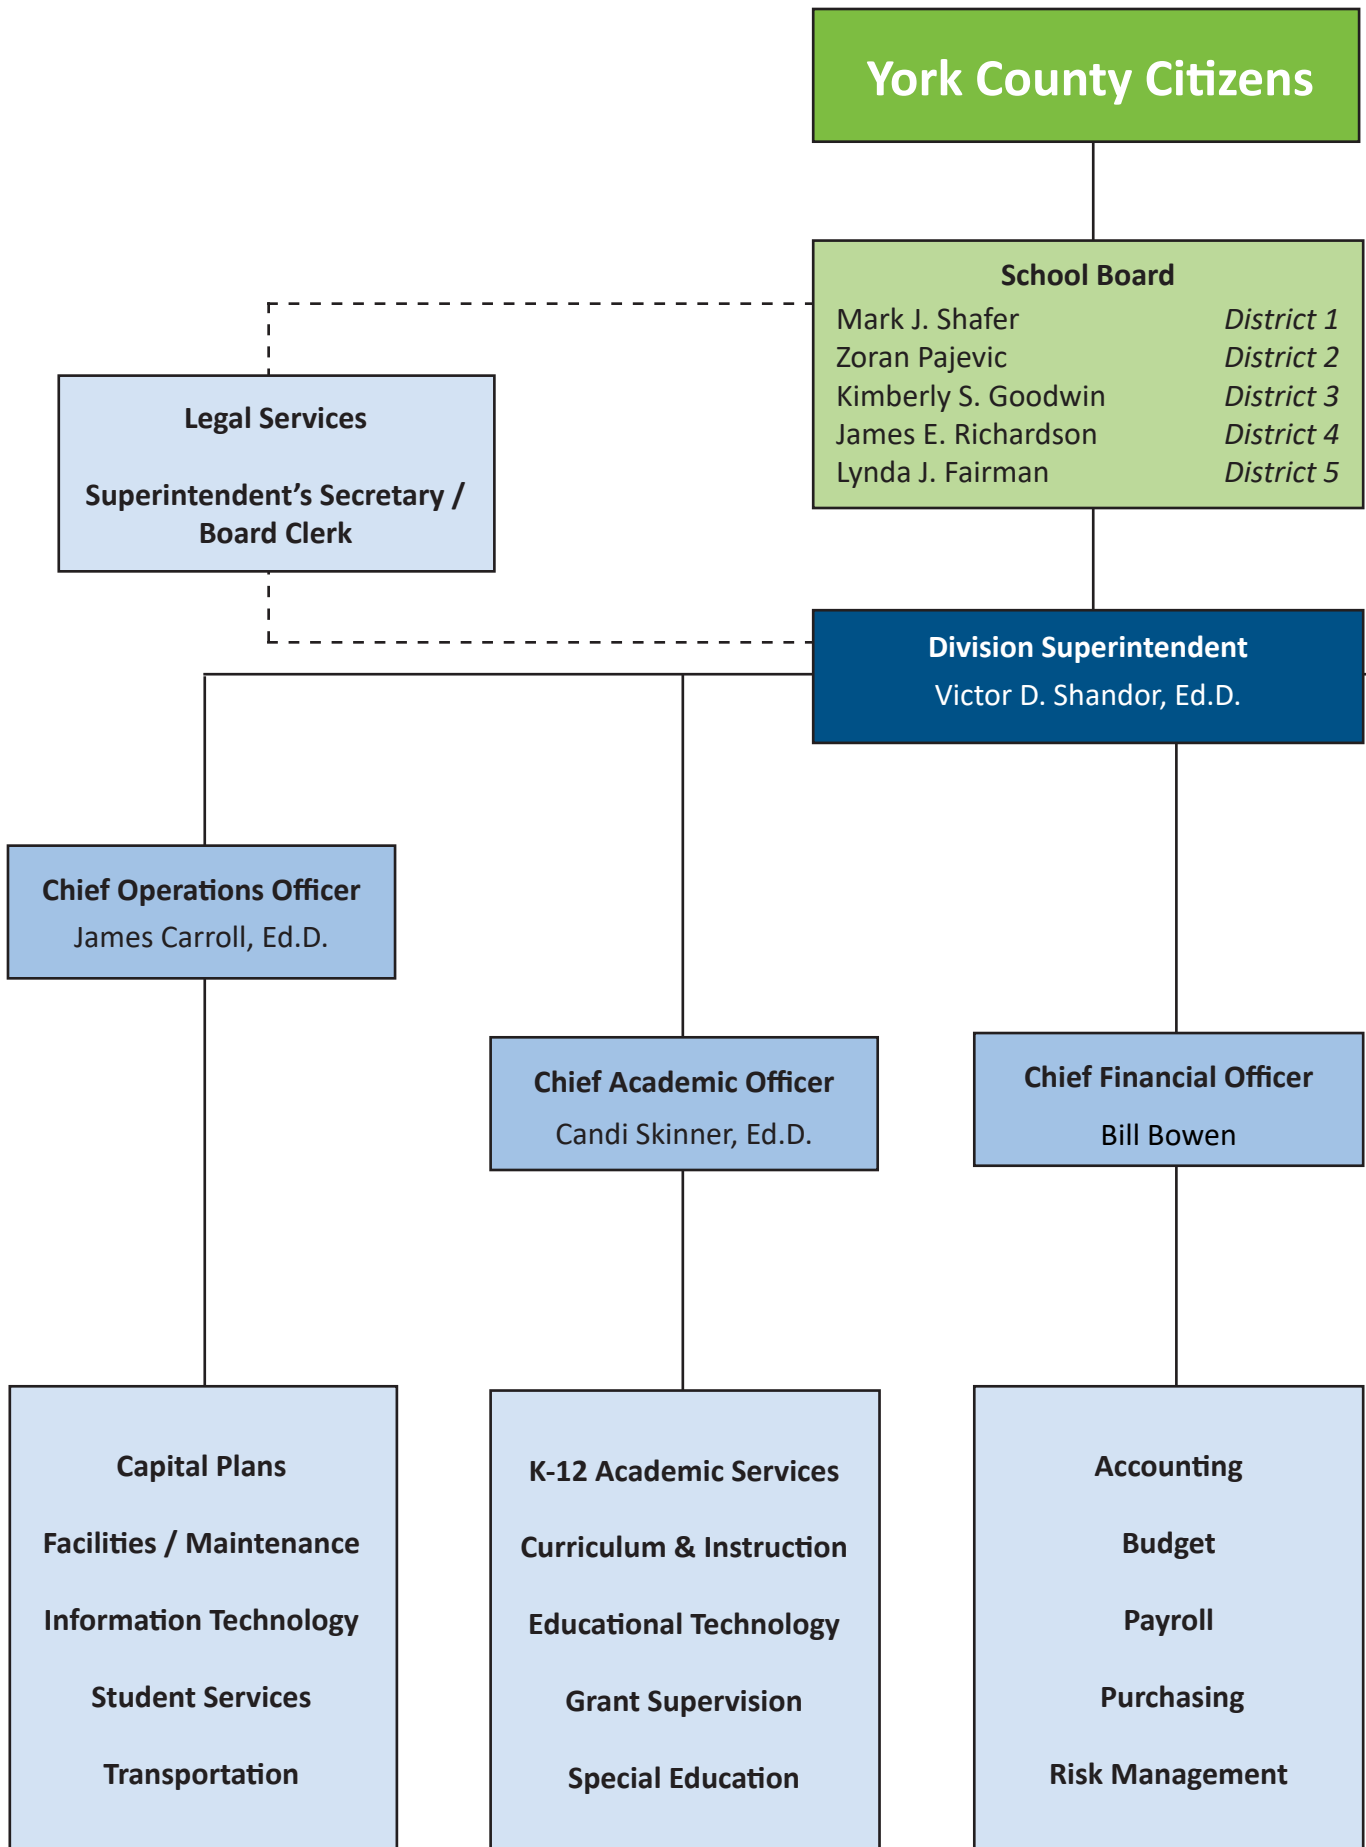 York County Citizens
School Board
Mark J. Shafer District 1
Zoran Pajevic District 2
Kimberly S. Goodwin District 3
James E. Richardson District 4
Lynda J. Fairman District 5
Legal Services
Superintendent’s Secretary /
Board Clerk
Division Superintendent
Victor D. Shandor, Ed.D.
Chief Operations Officer
James Carroll, Ed.D.
Chief Academic Officer
Candi Skinner, Ed.D.
Chief Financial Officer
Bill Bowen
Capital Plans
Facilities / Maintenance
Information Technology
Student Services
Transportation
K-12 Academic Services
Curriculum & Instruction
Educational Technology
Grant Supervision
Special Education
Accounting
Budget
Payroll
Purchasing
Risk Management